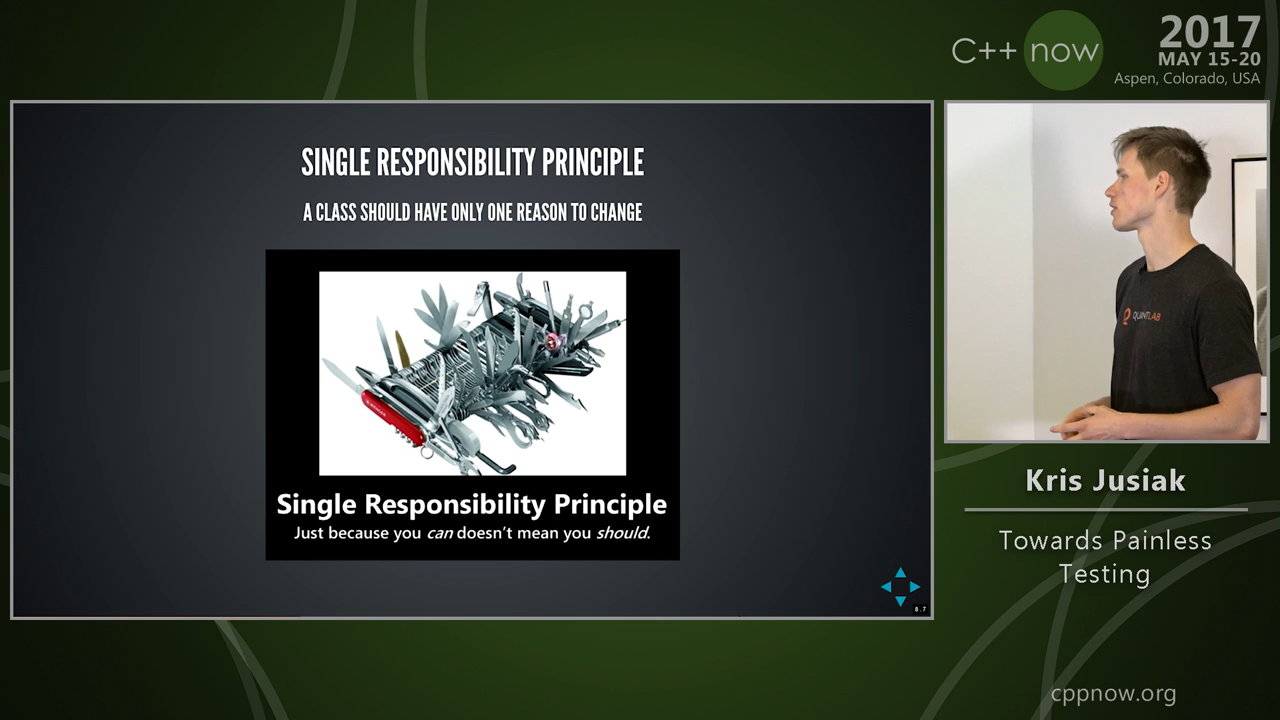 C++ now
2017
MAY 15-20
Aspen, Colorado, USA
SINGLE RESPONSIBILITY PRINCIPLE
A CLASS SHOULD HAVE ONLY ONE REASON TO CHANGE
Single Responsibility Principle
Just because you can doesn't mean you should.
8.7
QUANTLAB
Kris Jusiak
Towards Painless
Testing
cppnow.org